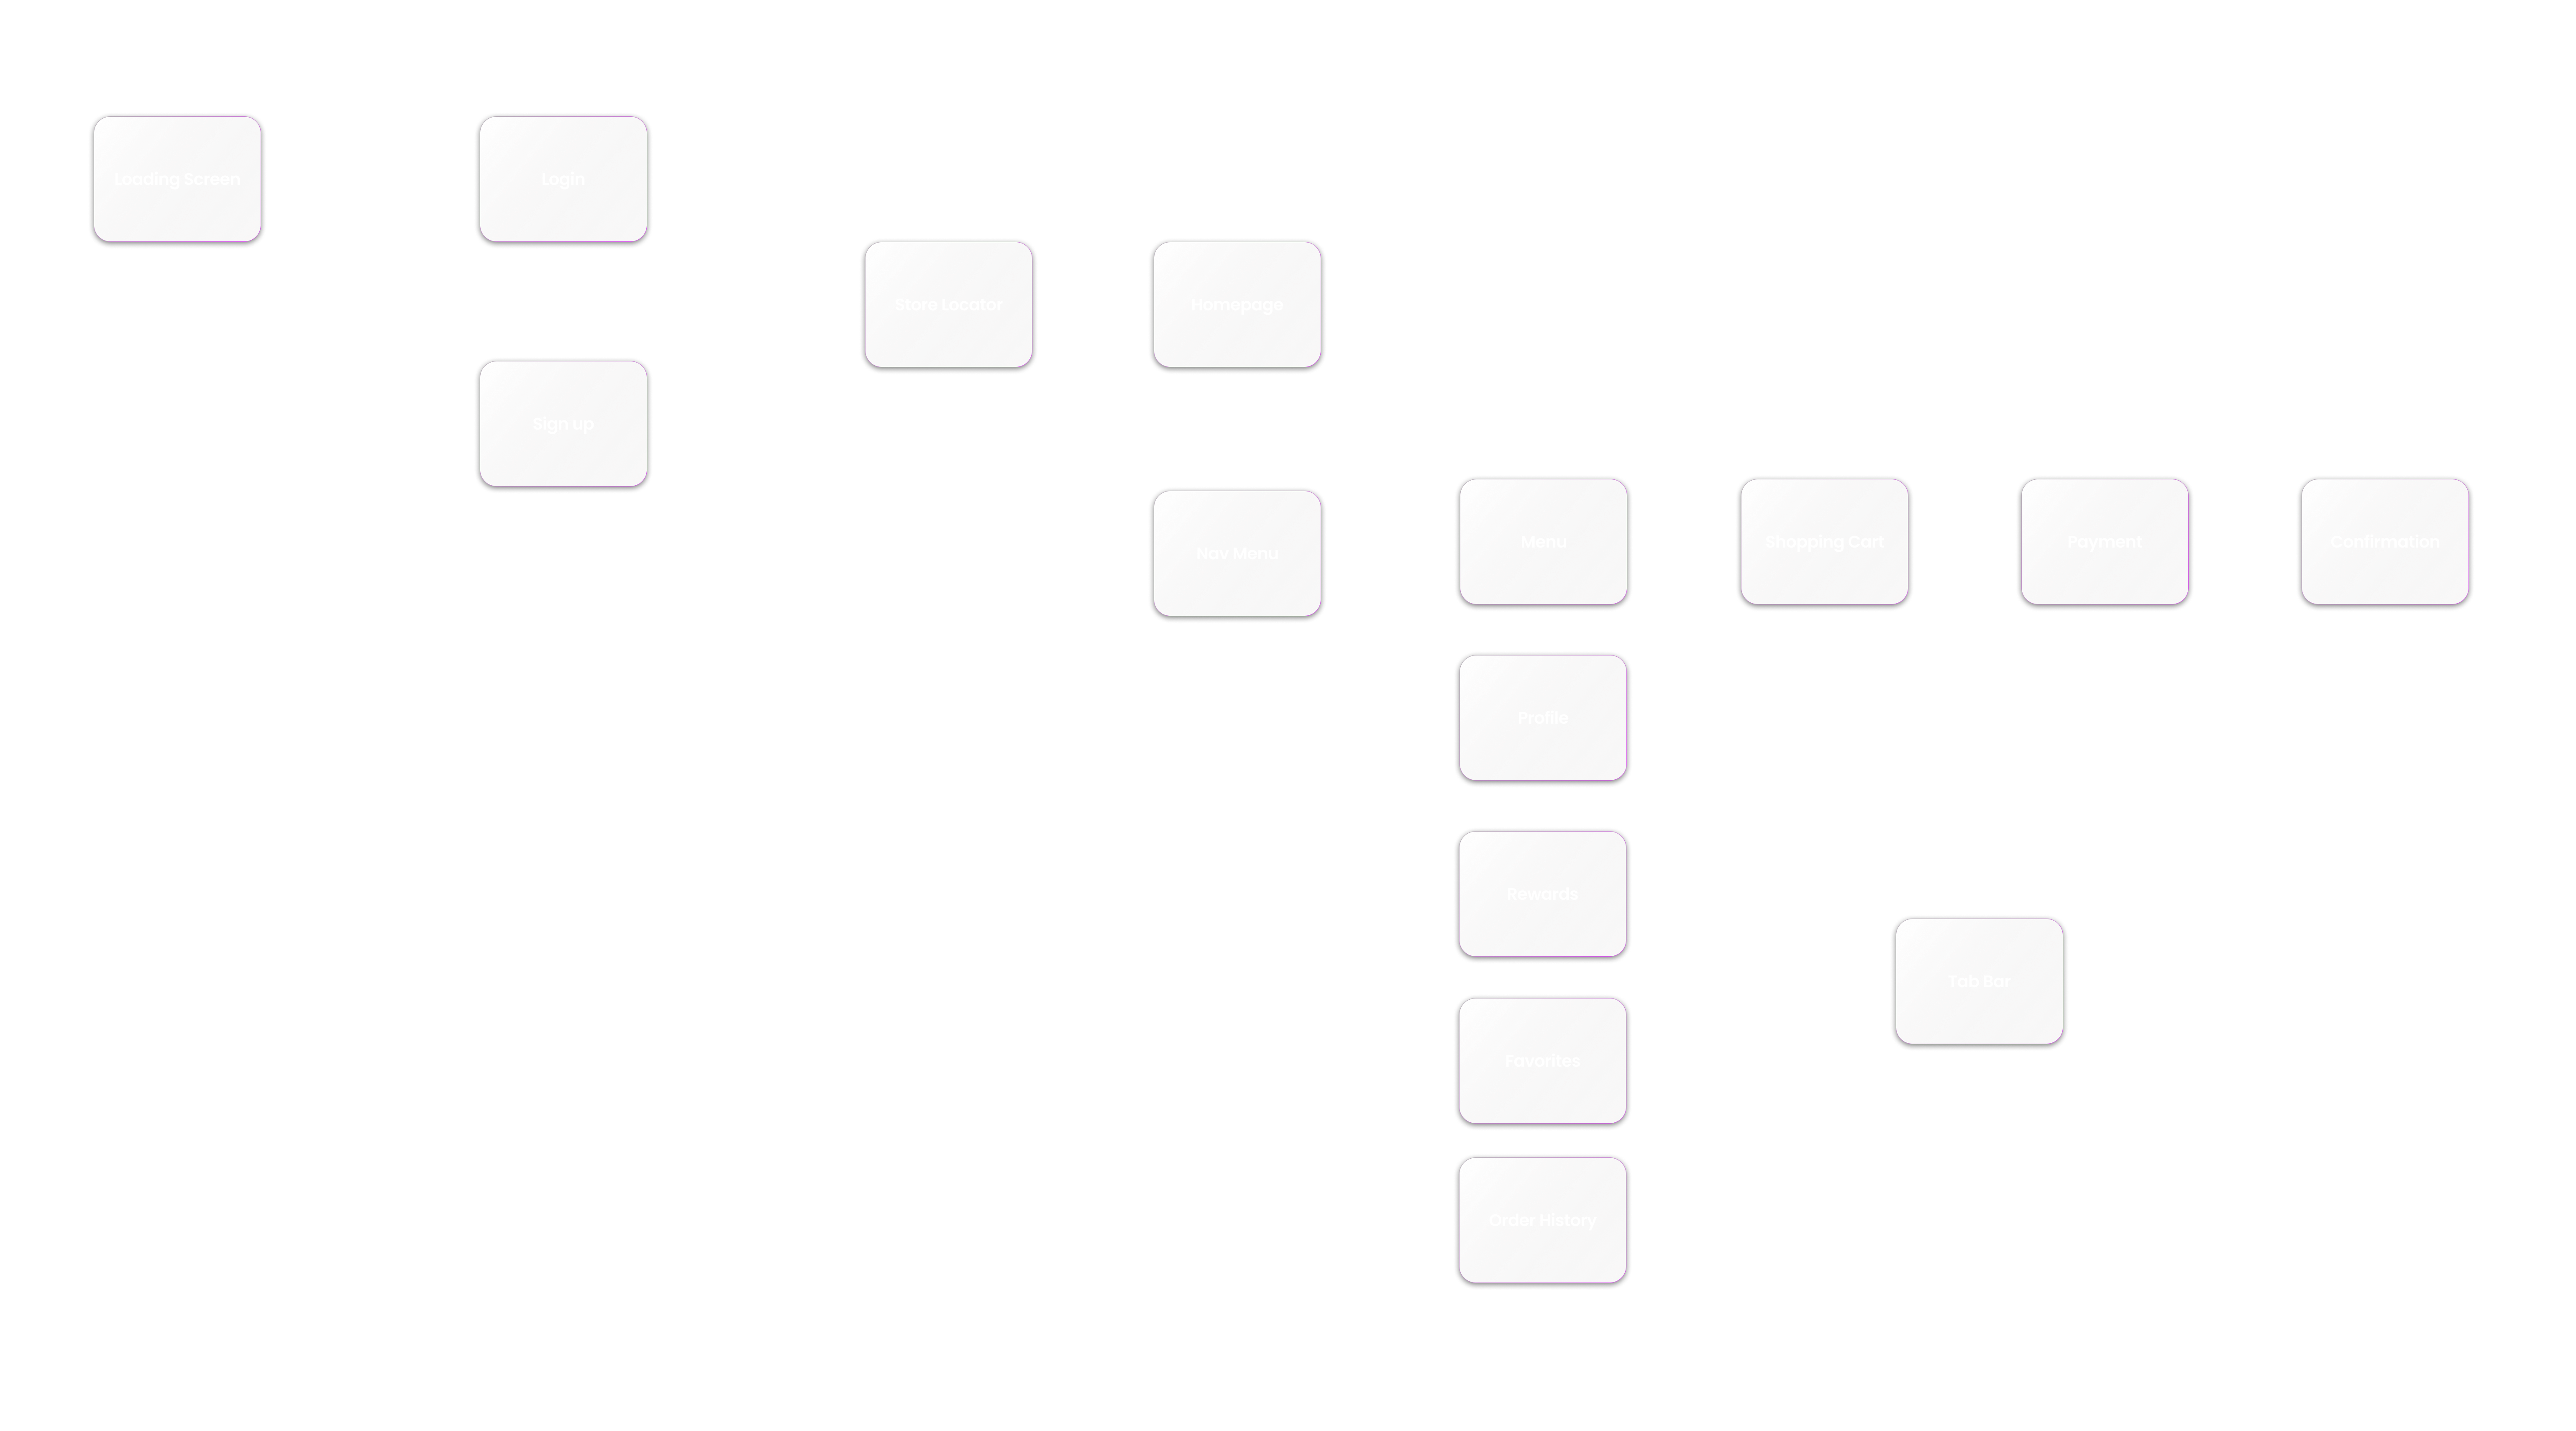 Loading Screen
Login
Store Locator
Homepage
Sign up
Nav Menu
Menu
Shopping Cart
Payment
Confirmation
Profile
Rewards
Tab Bar
Favorites
Order History